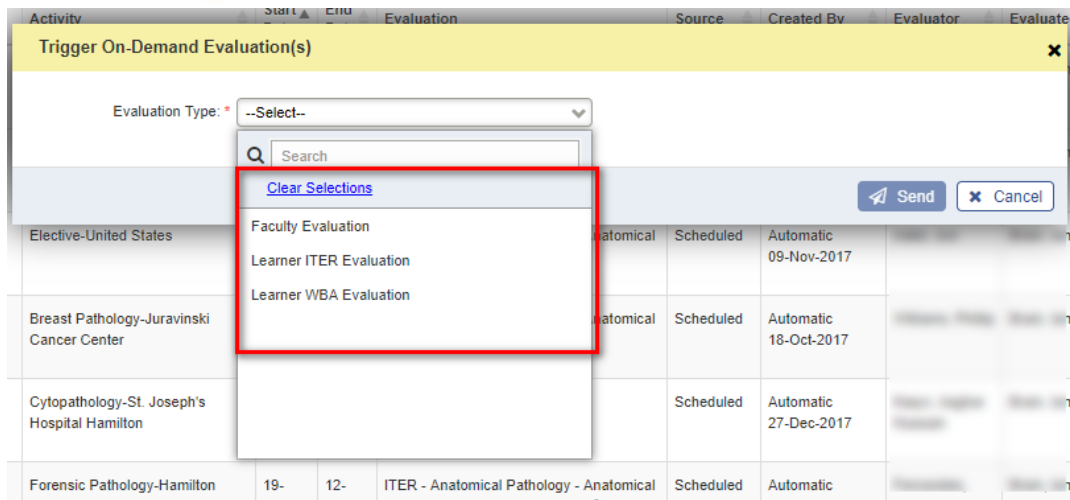 Activity Start End Evaluation Source Created By Evaluator
Trigger On-Demand Evaluation(s)
Evaluation Type: * --Select--
Search
Clear Selections
Send Cancel
Faculty Evaluation
Elective-United States Scheduled Automatic
09-Nov-2017
Learner ITER Evaluation
Learner WBA Evaluation
Breast Pathology-Juravinski Scheduled Automatic
Cancer Center 18-Oct-2017
Cytopathology-St. Joseph's Scheduled Automatic
Hospital Hamilton 27-Dec-2017
Forensic Pathology-Hamilton 19- 12- ITER - Anatomical Pathology - Anatomical Scheduled Automatic